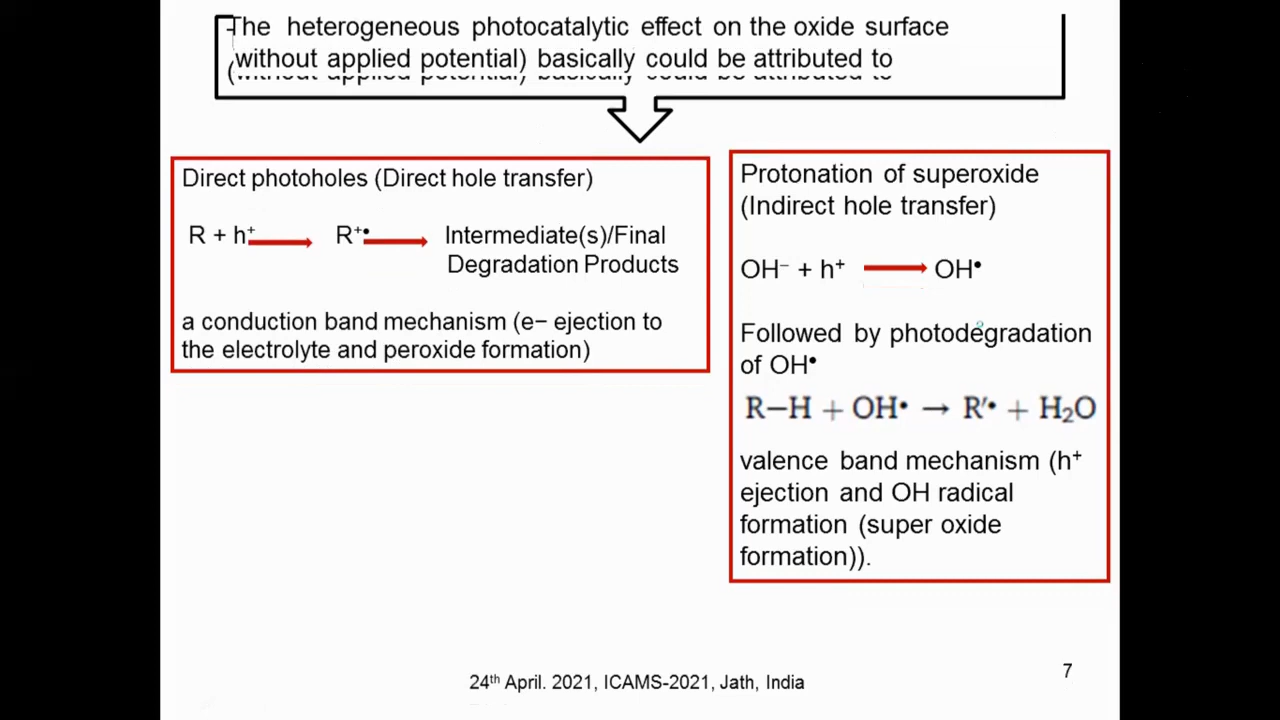 The heterogeneous photocatalytic effect on the oxide surface
(without applied potential) basically could be attributed to
Direct photoholes (Direct hole transfer)
R + h⁺ → R⁺• → Intermediate(s)/Final
Degradation Products
a conduction band mechanism (e− ejection to
the electrolyte and peroxide formation)
Protonation of superoxide
(Indirect hole transfer)
OH⁻ + h⁺ → OH•
Followed by photodegradation
of OH•
R−H + OH• → R′• + H₂O
valence band mechanism (h⁺
ejection and OH radical
formation (super oxide
formation)).
24ᵗʰ April. 2021, ICAMS-2021, Jath, India
7